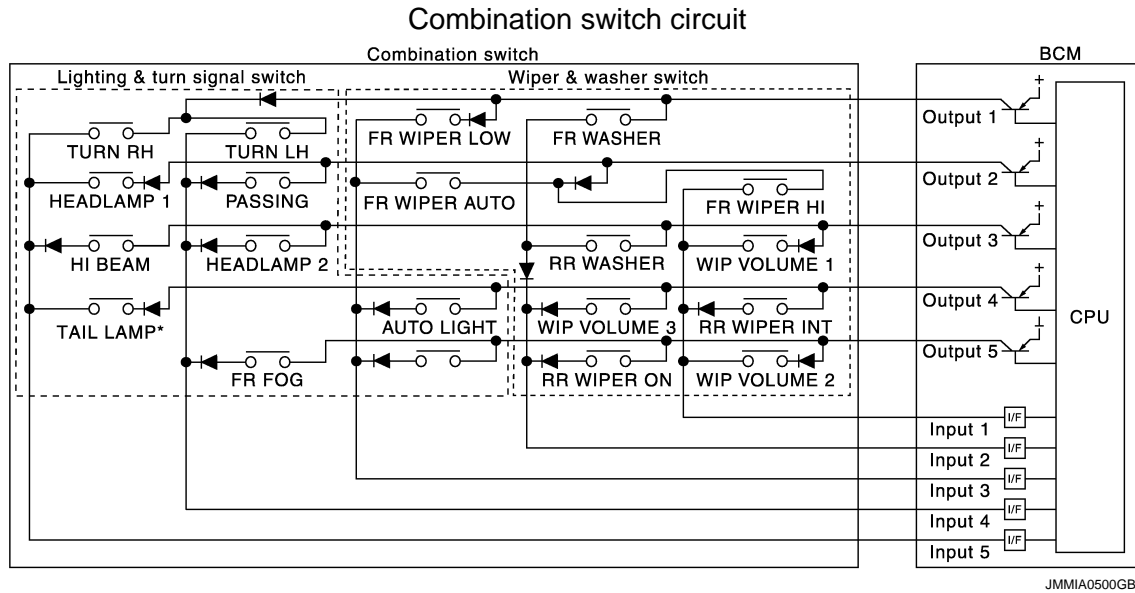 Combination switch circuit
Combination switch
BCM
Lighting & turn signal switch
Wiper & washer switch
TURN RH
TURN LH
FR WIPER LOW
FR WASHER
Output 1
+
HEADLAMP 1
PASSING
FR WIPER AUTO
FR WIPER HI
Output 2
+
HI BEAM
HEADLAMP 2
RR WASHER
WIP VOLUME 1
Output 3
+
TAIL LAMP*
AUTO LIGHT
WIP VOLUME 3
RR WIPER INT
Output 4
+
CPU
FR FOG
RR WIPER ON
WIP VOLUME 2
Output 5
+
Input 1
I/F
Input 2
I/F
Input 3
I/F
Input 4
I/F
Input 5
I/F
JMMIA0500GB